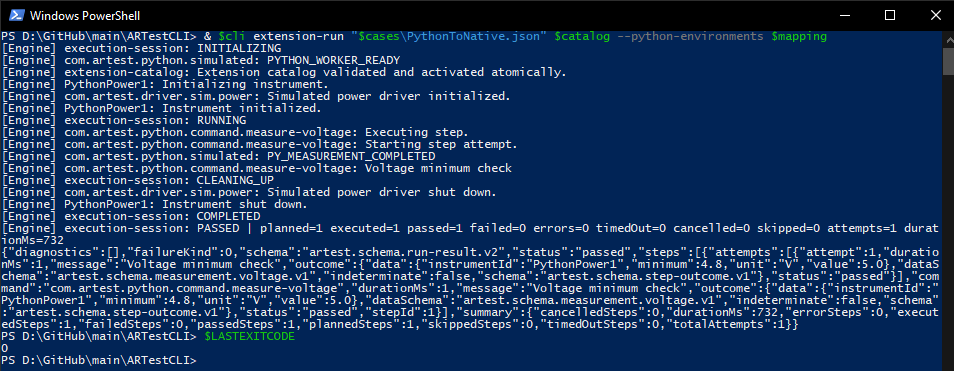 Windows PowerShell
PS D:\GitHub\main\ARTestCLI> & $cli extension-run "$cases\PythonToNative.json" $catalog --python-environments $mapping
[Engine] execution-session: INITIALIZING
[Engine] com.artest.python.simulated: PYTHON_WORKER_READY
[Engine] extension-catalog: Extension catalog validated and activated atomically.
[Engine] PythonPower1: Initializing instrument.
[Engine] com.artest.driver.sim.power: Simulated power driver initialized.
[Engine] PythonPower1: Instrument initialized.
[Engine] execution-session: RUNNING
[Engine] com.artest.python.command.measure-voltage: Executing step.
[Engine] com.artest.python.command.measure-voltage: Starting step attempt.
[Engine] com.artest.python.simulated: PY_MEASUREMENT_COMPLETED
[Engine] com.artest.python.command.measure-voltage: Voltage minimum check
[Engine] execution-session: CLEANING_UP
[Engine] com.artest.driver.sim.power: Simulated power driver shut down.
[Engine] PythonPower1: Instrument shut down.
[Engine] execution-session: COMPLETED
[Engine] execution-session: PASSED | planned=1 executed=1 passed=1 failed=0 errors=0 timedOut=0 cancelled=0 skipped=0 attempts=1 durat
ionMs=732
{"diagnostics":[],"failureKind":0,"schema":"artest.schema.run-result.v2","status":"passed","steps":[{"attempts":[{"attempt":1,"duratio
nMs":1,"message":"Voltage minimum check","outcome":{"data":{"instrumentId":"PythonPower1","minimum":4.8,"unit":"V","value":5.0},"dataS
chema":"artest.schema.measurement.voltage.v1","indeterminate":false,"schema":"artest.schema.step-outcome.v1"},"status":"passed"}],"com
mand":"com.artest.python.command.measure-voltage","durationMs":1,"message":"Voltage minimum check","outcome":{"data":{"instrumentId":"
PythonPower1","minimum":4.8,"unit":"V","value":5.0},"dataSchema":"artest.schema.measurement.voltage.v1","indeterminate":false,"schema"
:"artest.schema.step-outcome.v1"},"status":"passed","stepId":1}],"summary":{"cancelledSteps":0,"durationMs":732,"errorSteps":0,"execut
edSteps":1,"failedSteps":0,"passedSteps":1,"plannedSteps":1,"skippedSteps":0,"timedOutSteps":0,"totalAttempts":1}}
PS D:\GitHub\main\ARTestCLI> $LASTEXITCODE
0
PS D:\GitHub\main\ARTestCLI>